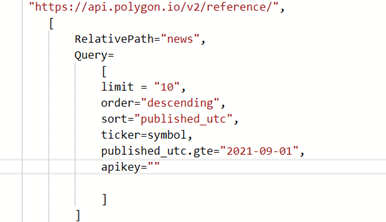 "https://api.polygon.io/v2/reference/",
[
RelativePath="news",
Query=
[
limit = "10",
order="descending",
sort="published_utc",
ticker=symbol,
published_utc.gte="2021-09-01",
apikey=""
]
]